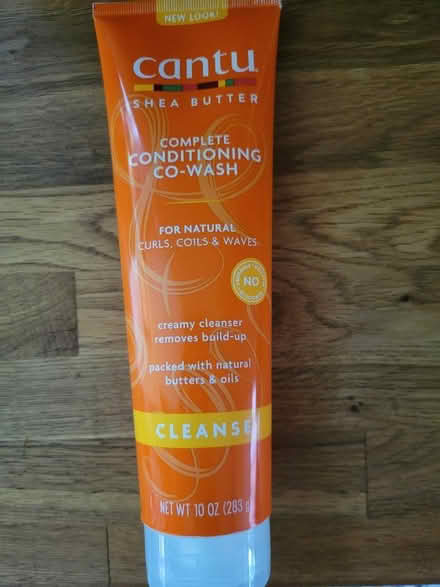 NEW LOOK!
cantu
SHEA BUTTER
COMPLETE
CONDITIONING
CO-WASH
FOR NATURAL
CURLS, COILS & WAVES
NO
creamy cleanser
removes build-up
packed with natural
butters & oils
CLEANSE
NET WT 10 OZ (283 g